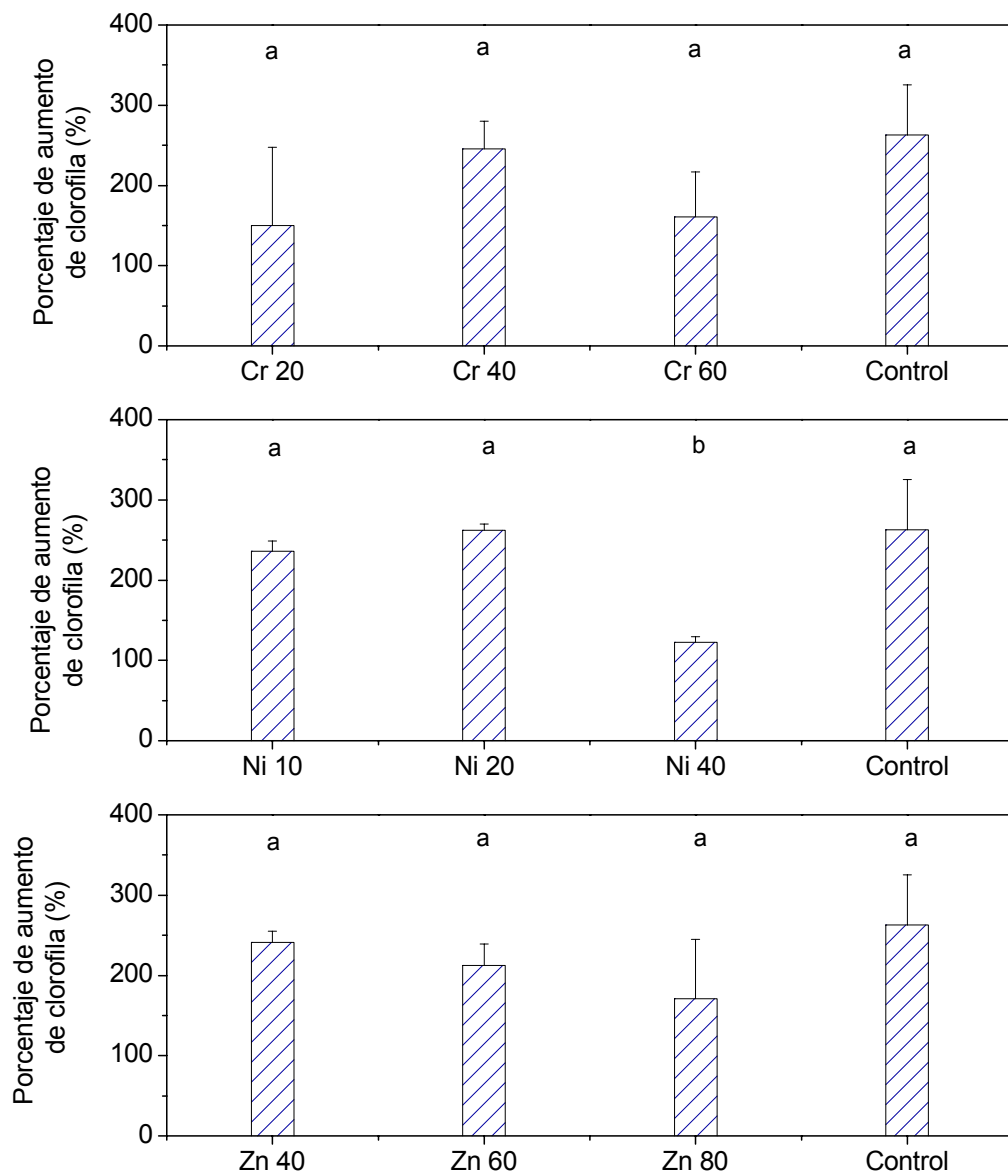 Porcentaje de aumento
de clorofila (%)
400
300
200
100
0
a a a a
Cr 20 Cr 40 Cr 60 Control
Porcentaje de aumento
de clorofila (%)
400
300
200
100
0
a a b a
Ni 10 Ni 20 Ni 40 Control
Porcentaje de aumento
de clorofila (%)
400
300
200
100
0
a a a a
Zn 40 Zn 60 Zn 80 Control